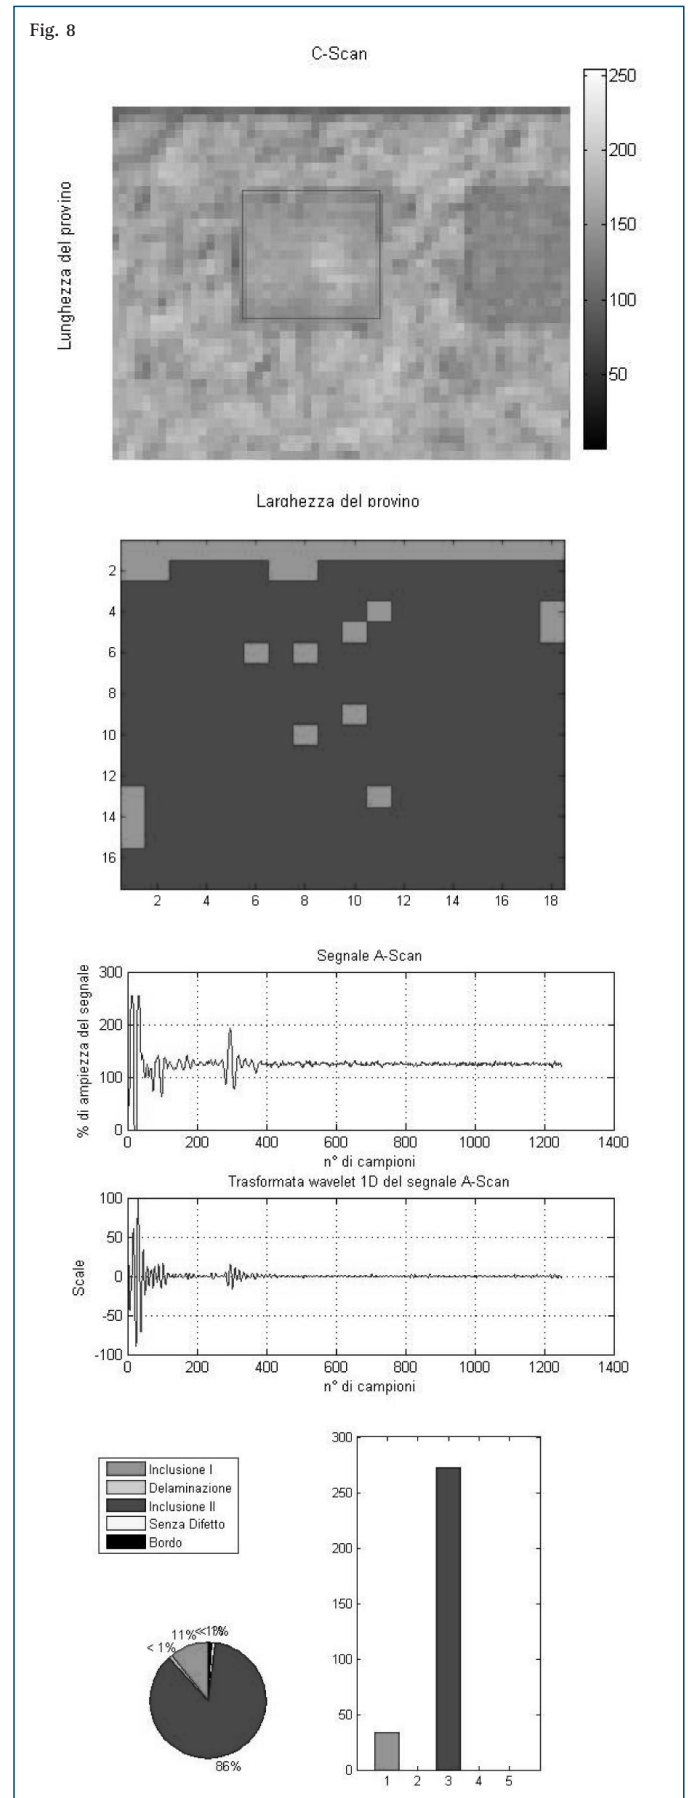 Fig. 8
C-Scan
250
200
150
100
50
Lunghezza del provino
Larghezza del provino
2
4
6
8
10
12
14
16
2 4 6 8 10 12 14 16 18
Segnale A-Scan
% di ampiezza del segnale
300
200
100
0
0 200 400 600 800 1000 1200 1400
n° di campioni
Trasformata wavelet 1D del segnale A-Scan
Scale
100
50
0
-50
-100
0 200 400 600 800 1000 1200 1400
n° di campioni
Inclusione I
Delaminazione
Inclusione II
Senza Difetto
Bordo
< 1%
11%
86%
300
250
200
150
100
50
0
1 2 3 4 5